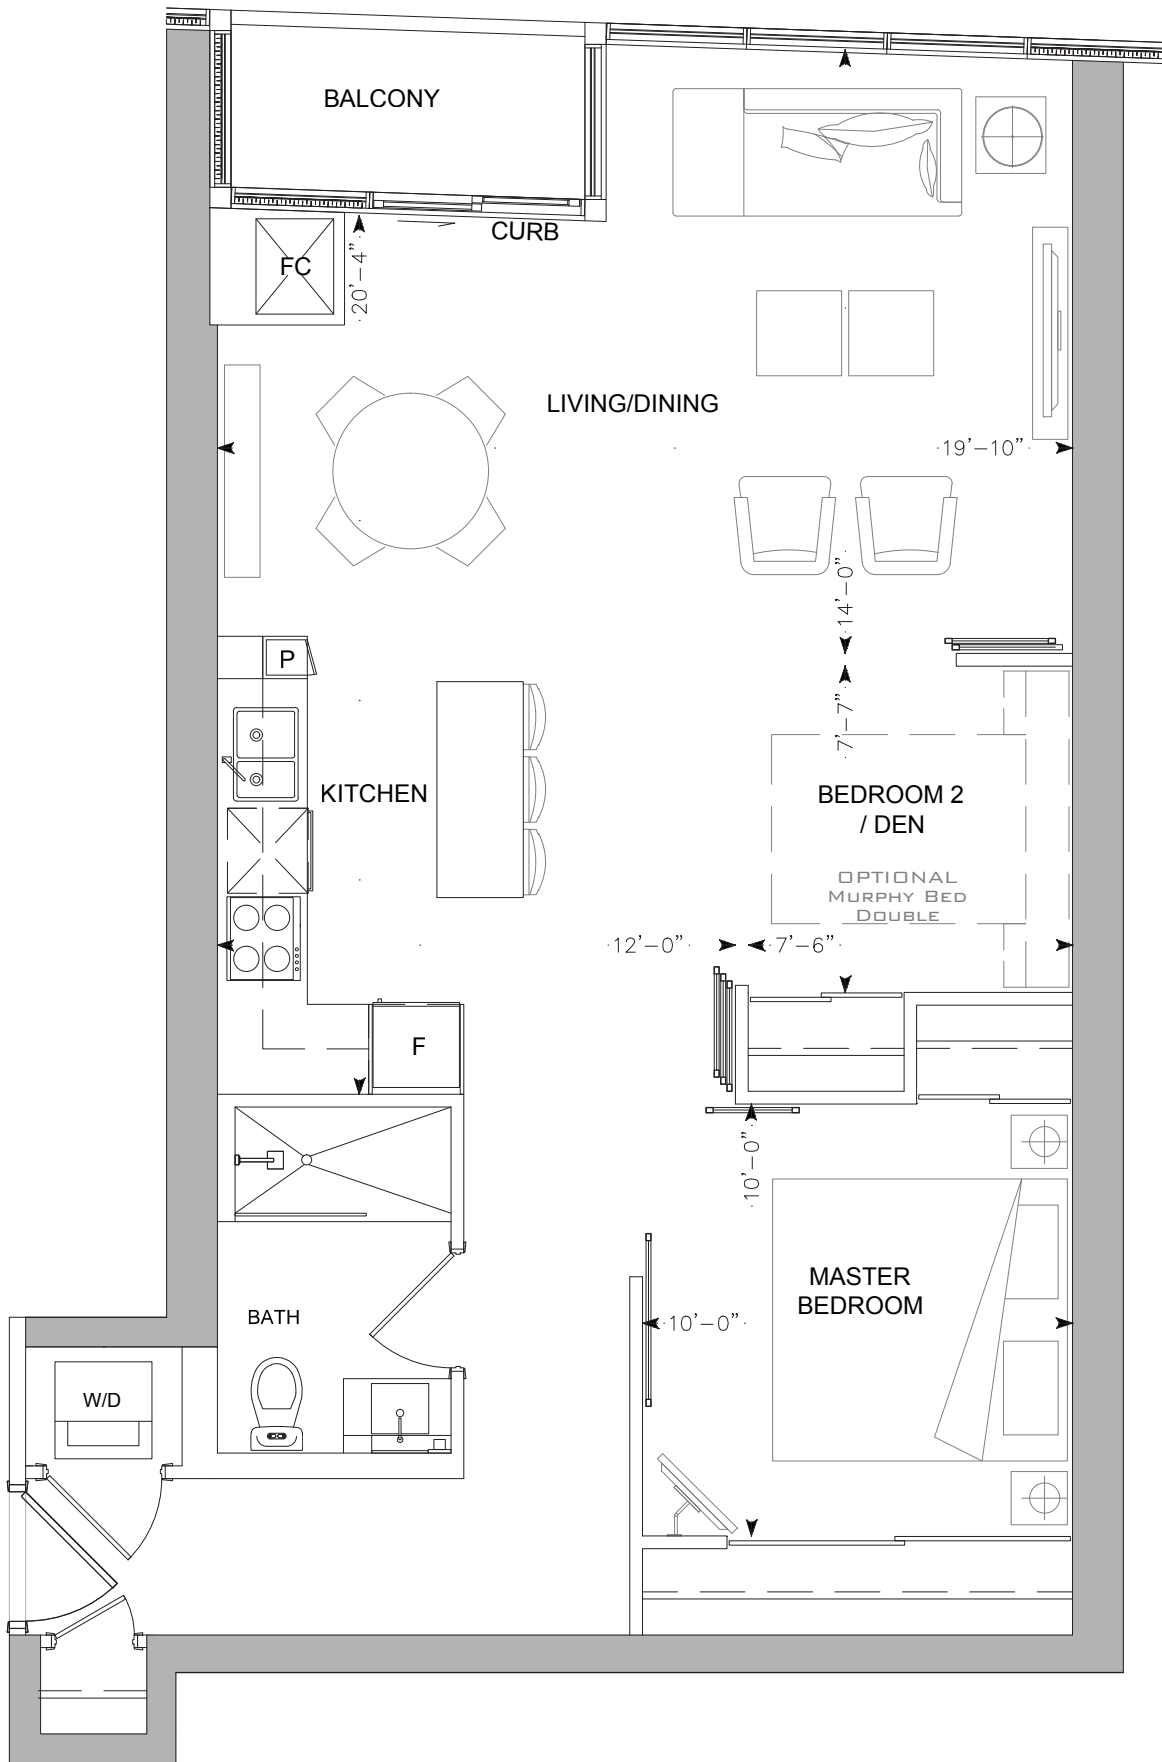 BALCONY
CURB
FC
20'-4"
LIVING/DINING
19'-10"
14'-0"
P
7'-7"
KITCHEN
BEDROOM 2
/ DEN
OPTIONAL
MURPHY BED
DOUBLE
12'-0"
7'-6"
F
10'-0"
MASTER
BEDROOM
BATH
10'-0"
W/D